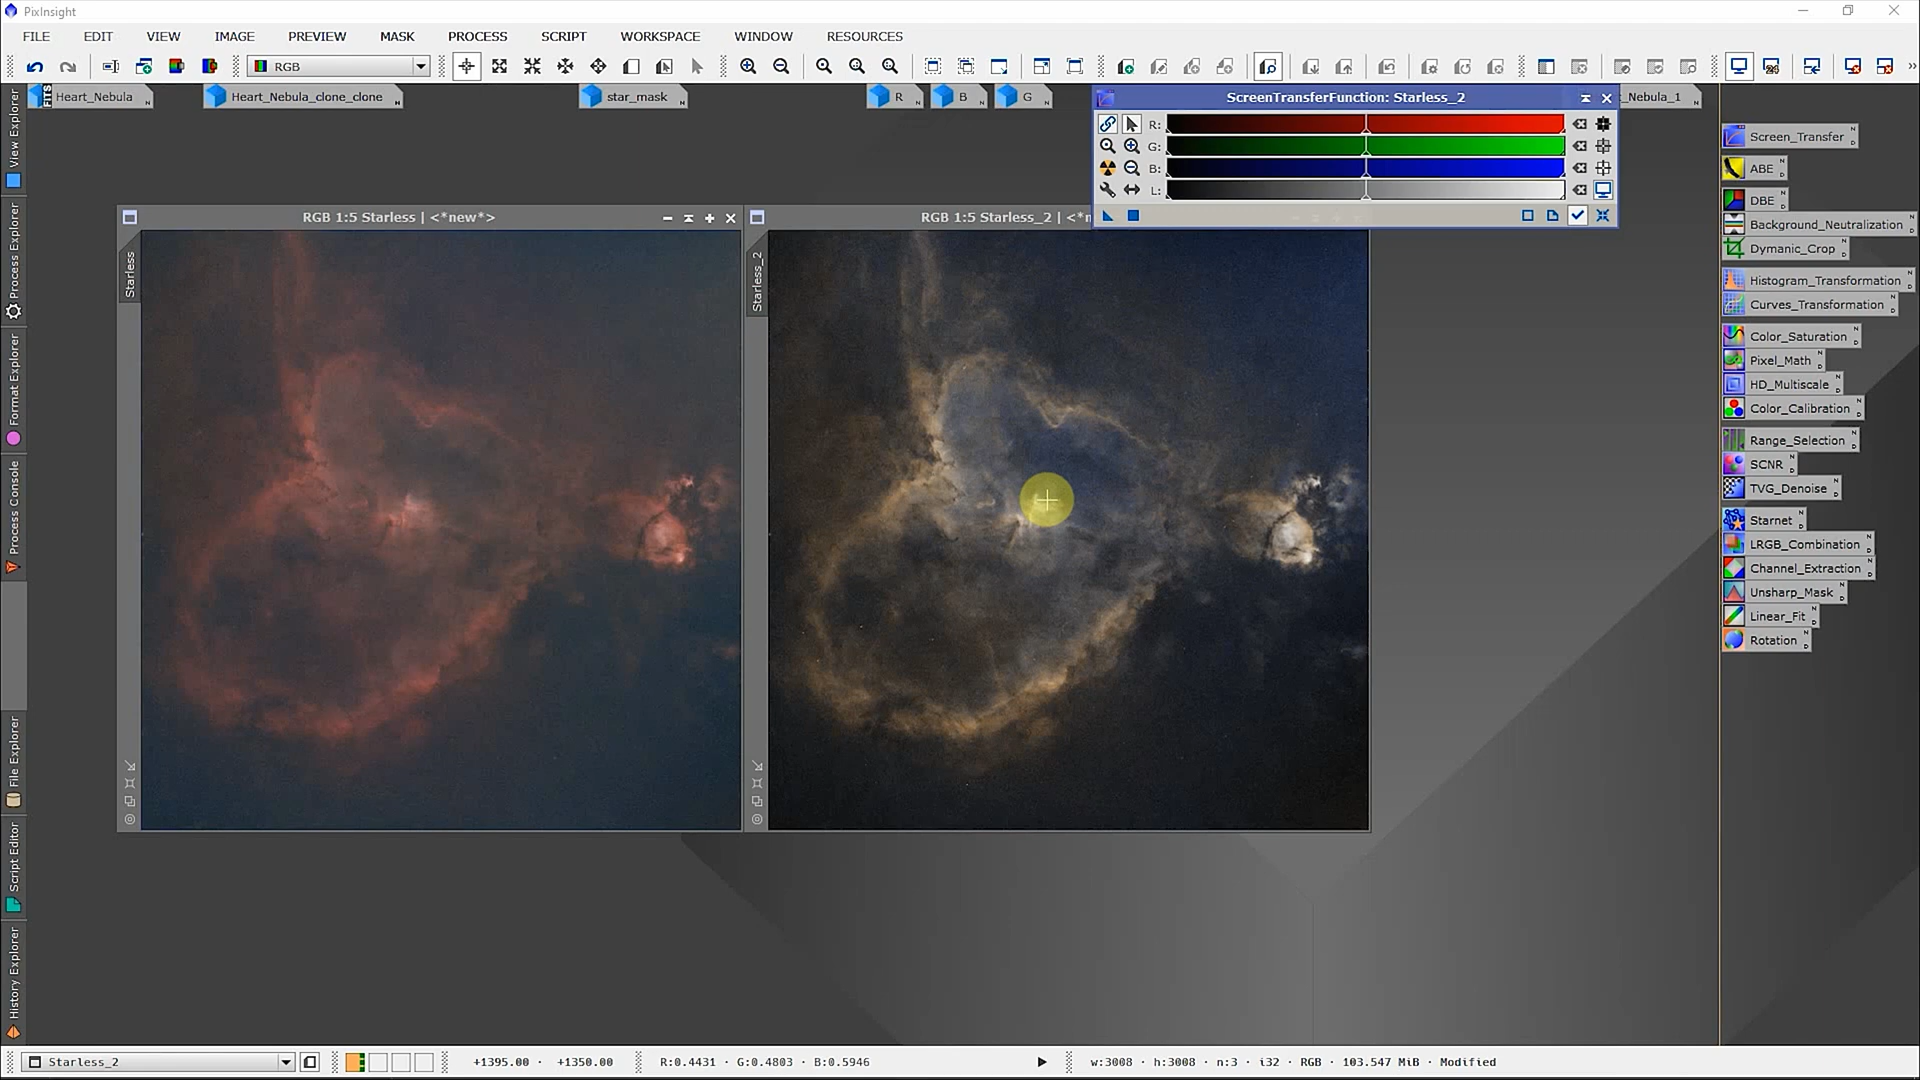 PixInsight
FILE EDIT VIEW IMAGE PREVIEW MASK PROCESS SCRIPT WORKSPACE WINDOW RESOURCES
RGB
FITS
Heart_Nebula
Heart_Nebula_clone_clone
star_mask
R
B
G
ScreenTransferFunction: Starless_2
_Nebula_1
R:
G:
B:
L:
View Explorer
Process Explorer
Format Explorer
Process Console
File Explorer
Script Editor
History Explorer
RGB 1:5 Starless | <*new*>
Starless
RGB 1:5 Starless_2 | <*n
Starless_2
Screen_Transfer
ABE
DBE
Background_Neutralization
Dymanic_Crop
Histogram_Transformation
Curves_Transformation
Color_Saturation
Pixel_Math
HD_Multiscale
Color_Calibration
Range_Selection
SCNR
TVG_Denoise
Starnet
LRGB_Combination
Channel_Extraction
Unsharp_Mask
Linear_Fit
Rotation
Starless_2
+1395.00 · +1350.00
R:0.4431 · G:0.4803 · B:0.5946
w:3008 · h:3008 · n:3 · i32 · RGB · 103.547 MiB · Modified